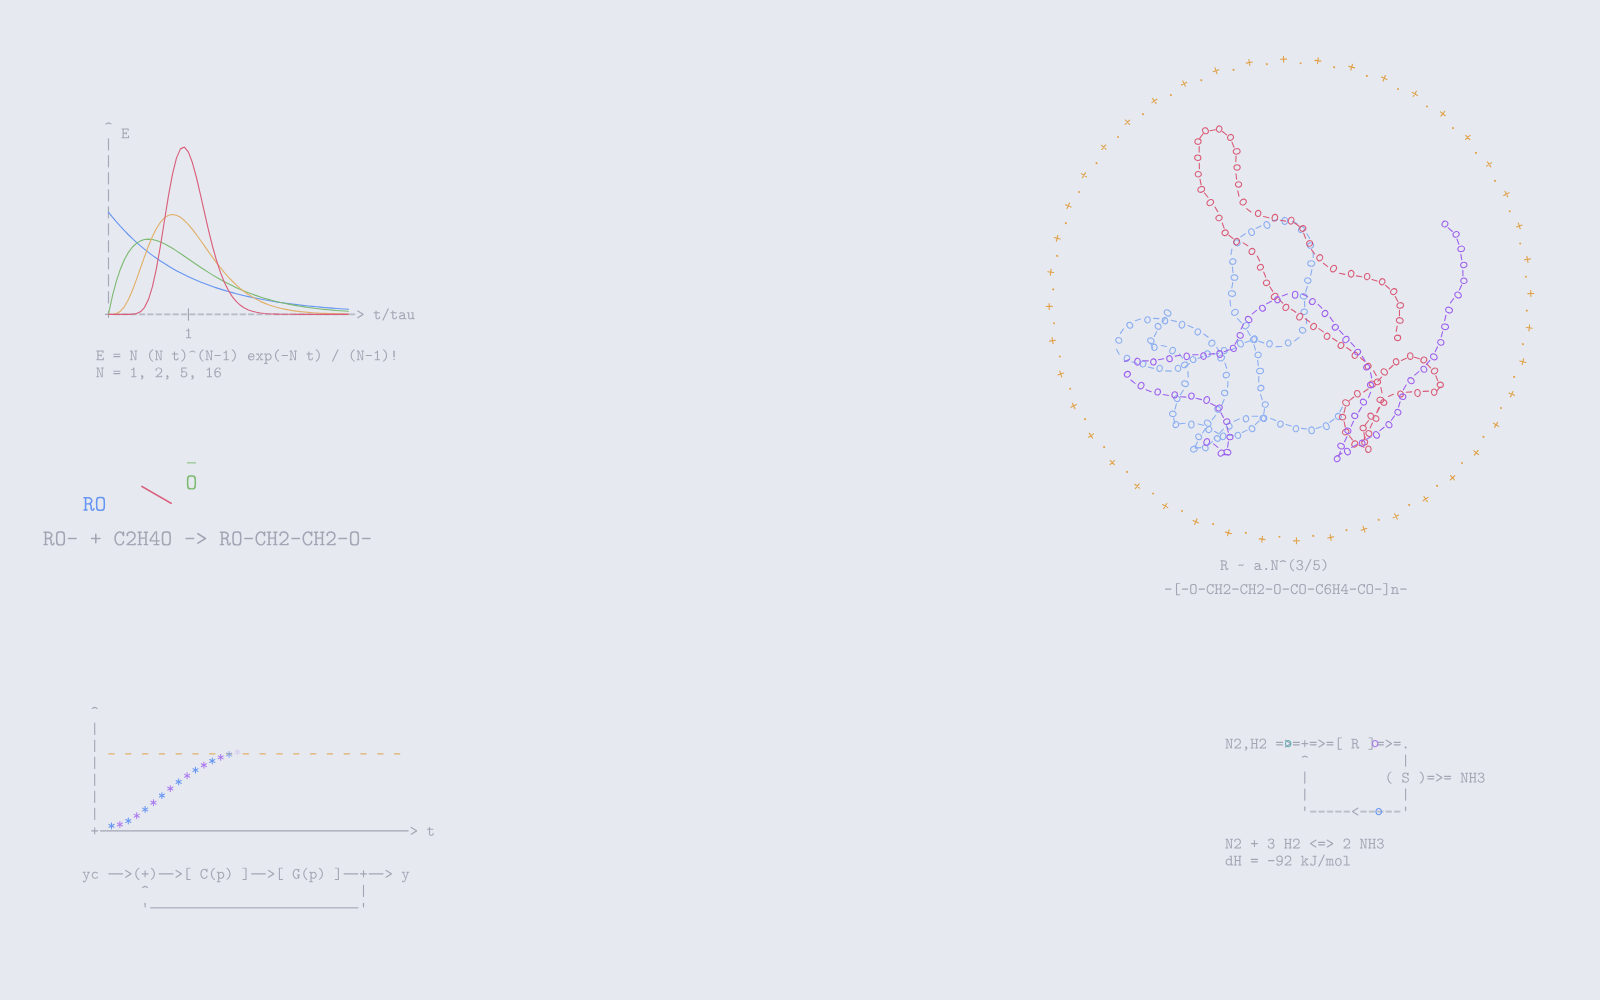 E
t/tau
1
E = N (N t)^(N-1) exp(-N t) / (N-1)!
N = 1, 2, 5, 16
O
RO
RO- + C2H4O -> RO-CH2-CH2-O-
R - a.N^(3/5)
-[-O-CH2-CH2-O-CO-C6H4-CO-]n-
t
yc -->(+)-->[ C(p) ]-->[ G(p) ]--+--> y
N2,H2 =>=+=>=[ R ]=>=.
( S )=>= NH3
N2 + 3 H2 <=> 2 NH3
dH = -92 kJ/mol